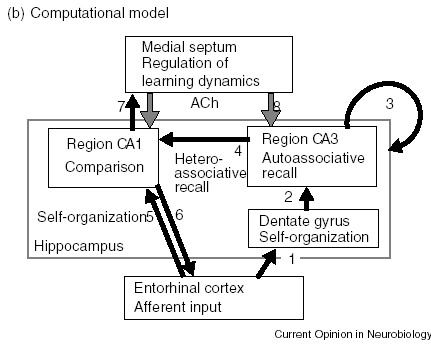 (b) Computational model
Medial septum
Regulation of
learning dynamics
7
ACh
8
3
Region CA1
Comparison
4
Hetero-
associative
recall
Region CA3
Autoassociative
recall
2
Self-organization
5
6
Dentate gyrus
Self-organization
Hippocampus
1
Entorhinal cortex
Afferent input
Current Opinion in Neurobiology